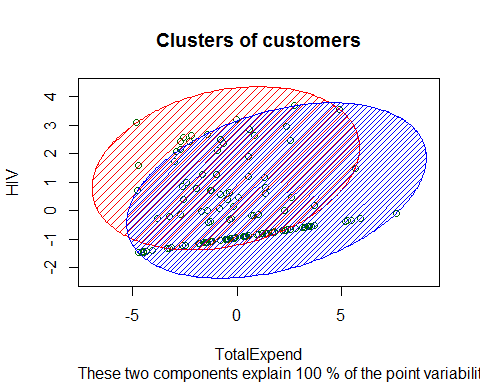 Clusters of customers
HIV
4
3
2
1
0
-1
-2
-5
0
5
TotalExpend
These two components explain 100 % of the point variabilit